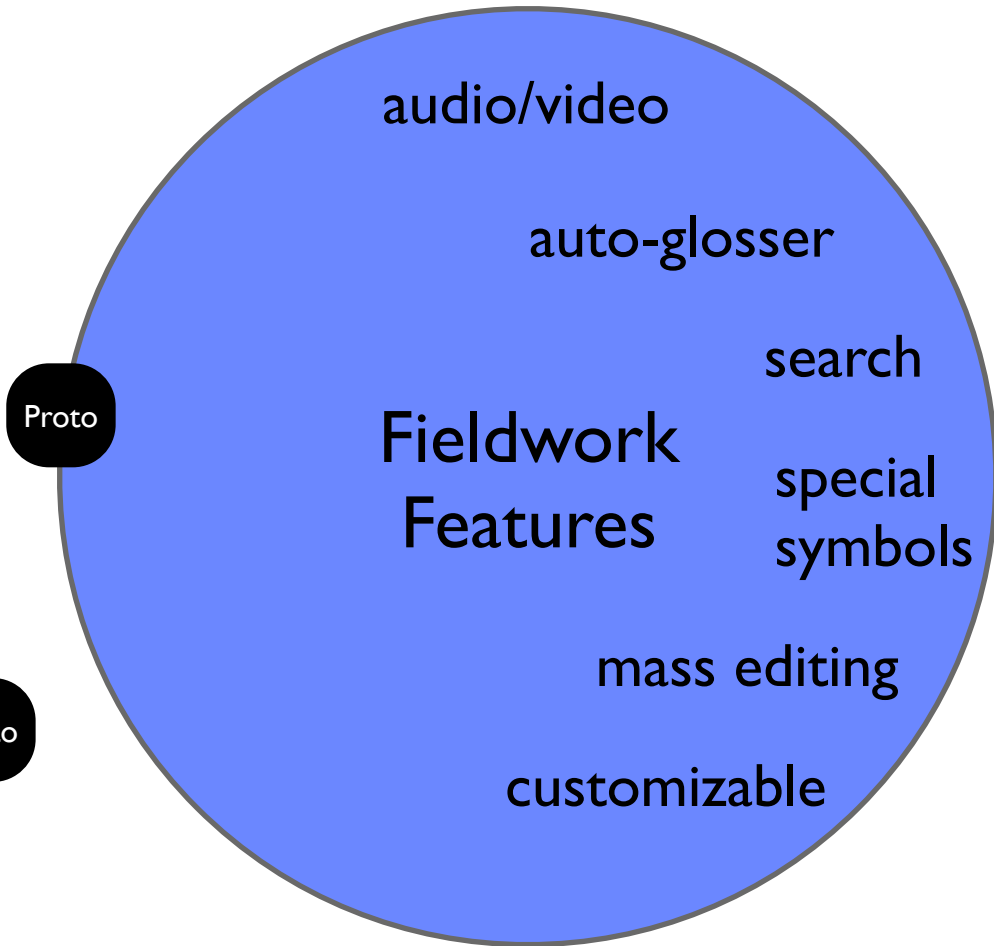 audio/video
auto-glosser
search
Proto
Fieldwork
Features
special
symbols
mass editing
customizable